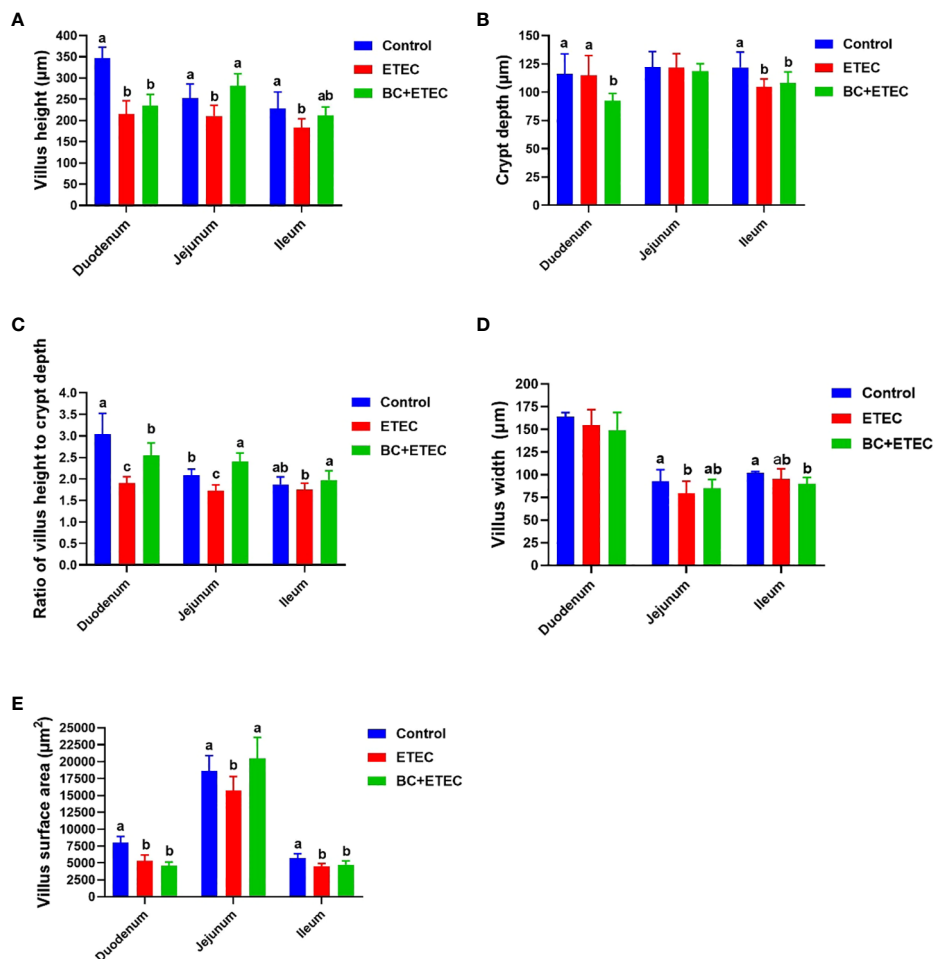 A
Villus height (μm)
400
350
300
250
200
150
100
50
0
a
b
b
a
b
a
a
b
ab
Duodenum
Jejunum
Ileum
Control
ETEC
BC+ETEC
B
Crypt depth (μm)
150
125
100
75
50
25
0
a
a
b
a
b
b
Duodenum
Jejunum
Ileum
Control
ETEC
BC+ETEC
C
Ratio of villus height to crypt depth
4.0
3.5
3.0
2.5
2.0
1.5
1.0
0.5
0.0
a
c
b
b
c
a
ab
b
a
Duodenum
Jejunum
Ileum
Control
ETEC
BC+ETEC
D
Villus width (μm)
200
175
150
125
100
75
50
25
0
a
b
ab
a
ab
b
Duodenum
Jejunum
Ileum
Control
ETEC
BC+ETEC
E
Villus surface area (μm²)
25000
22500
20000
17500
15000
12500
10000
7500
5000
2500
0
a
b
b
a
b
a
a
b
b
Duodenum
Jejunum
Ileum
Control
ETEC
BC+ETEC